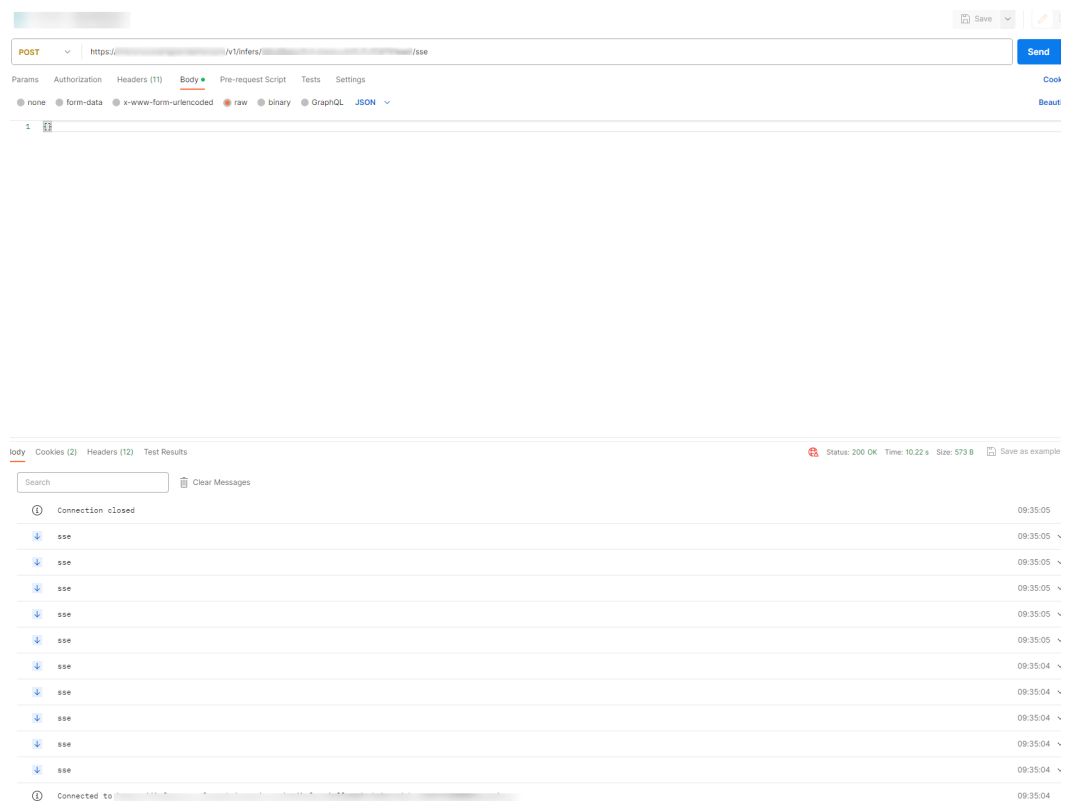 Save
POST https:// /v1/infers/ /sse Send
Params Authorization Headers (11) Body Pre-request Script Tests Settings
none form-data x-www-form-urlencoded raw binary GraphQL JSON
1 {}
Cookies (2) Headers (12) Test Results Status: 200 OK Time: 10.22 s Size: 573 B Save as example
Search Clear Messages
Connection closed 09:35:05
sse 09:35:05
sse 09:35:05
sse 09:35:05
sse 09:35:05
sse 09:35:05
sse 09:35:04
sse 09:35:04
sse 09:35:04
sse 09:35:04
sse 09:35:04
Connected to 09:35:04